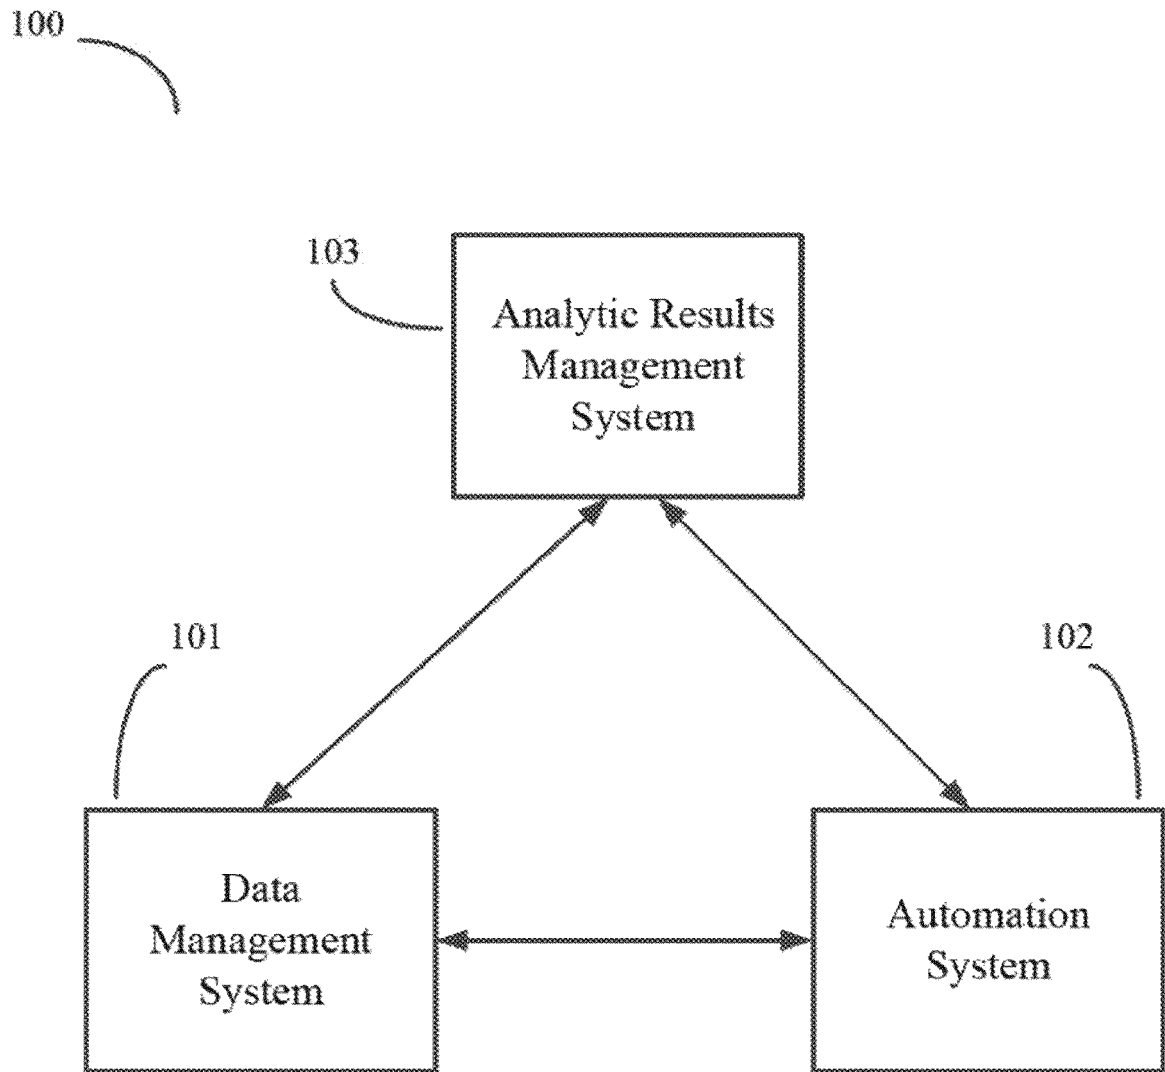 100
103
Analytic Results
Management
System
101
102
Data
Management
System
Automation
System